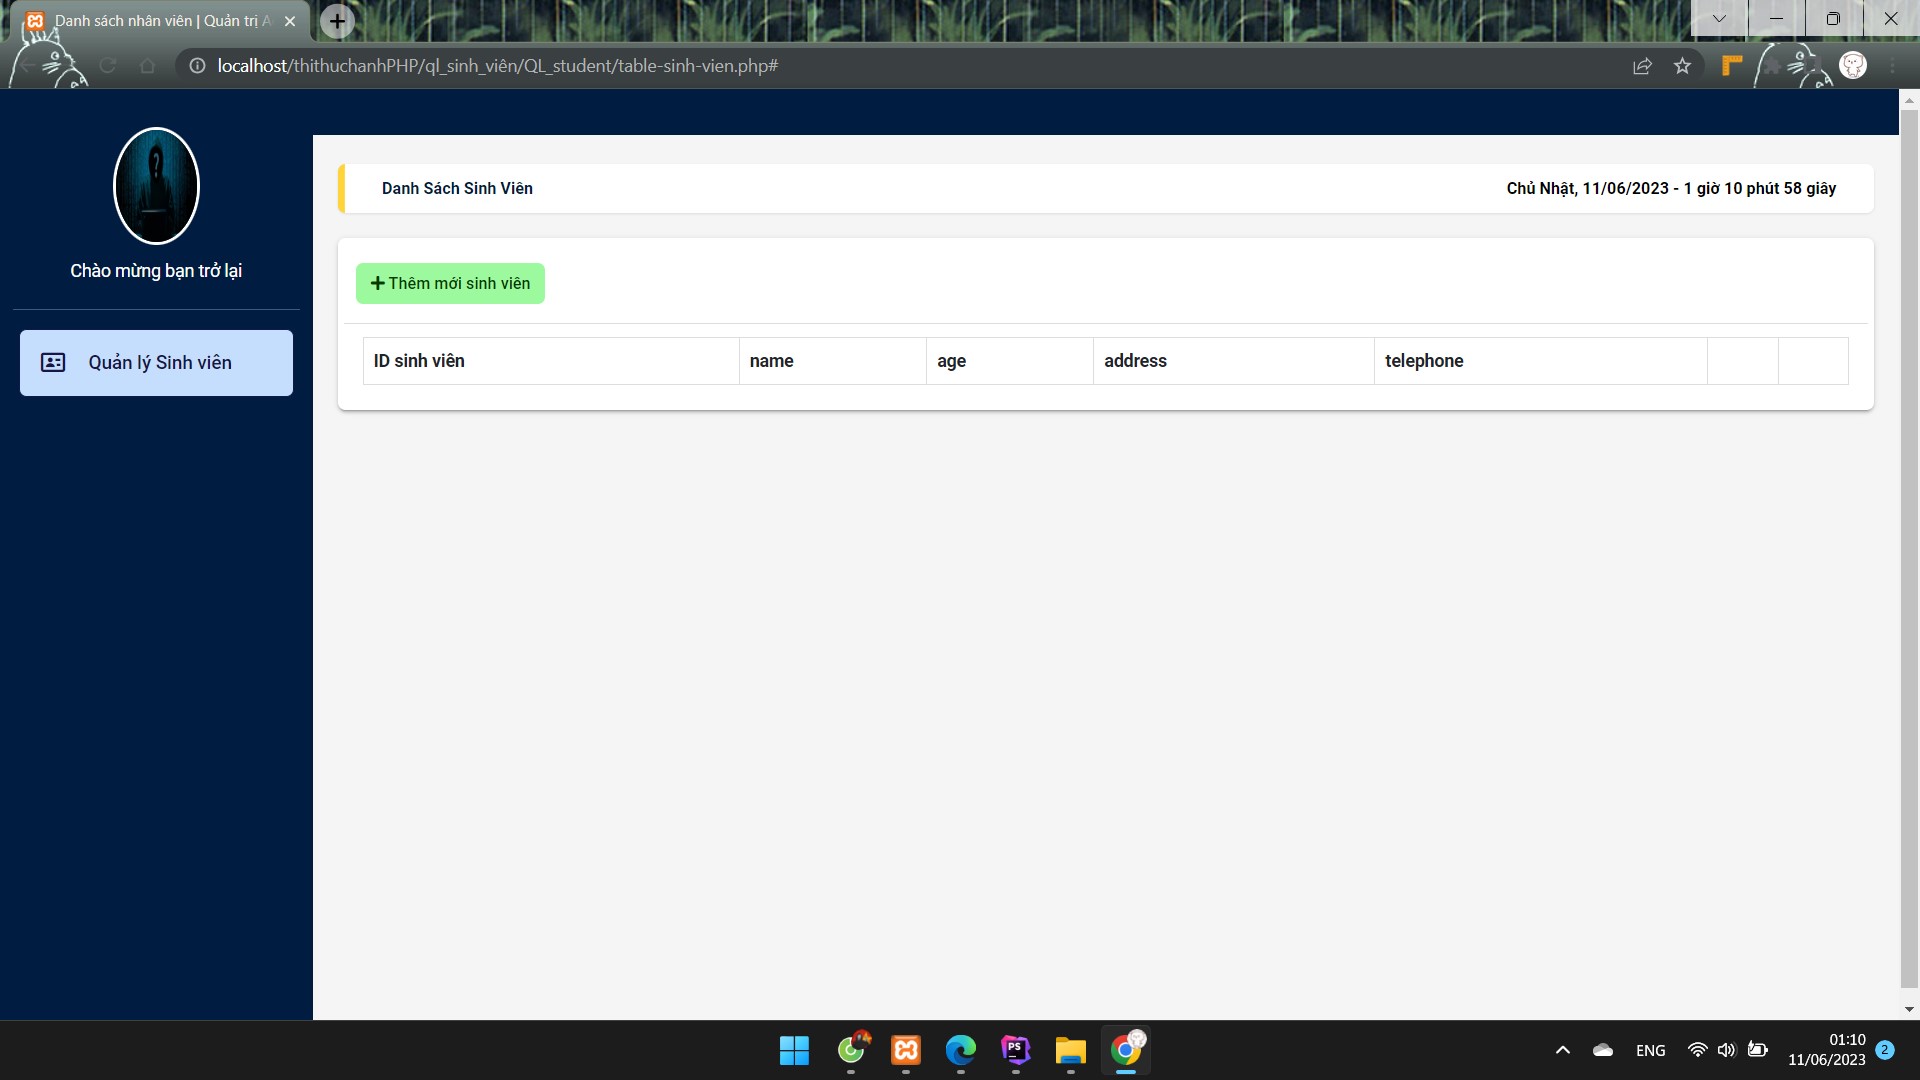 Danh sách nhân viên | Quản trị A
localhost/thithuchanhPHP/ql_sinh_viên/QL_student/table-sinh-vien.php#
Chào mừng bạn trở lại
Quản lý Sinh viên
Danh Sách Sinh Viên
Chủ Nhật, 11/06/2023 - 1 giờ 10 phút 58 giây
+ Thêm mới sinh viên
ID sinh viên name age address telephone
PS
ENG
01:10
11/06/2023
2